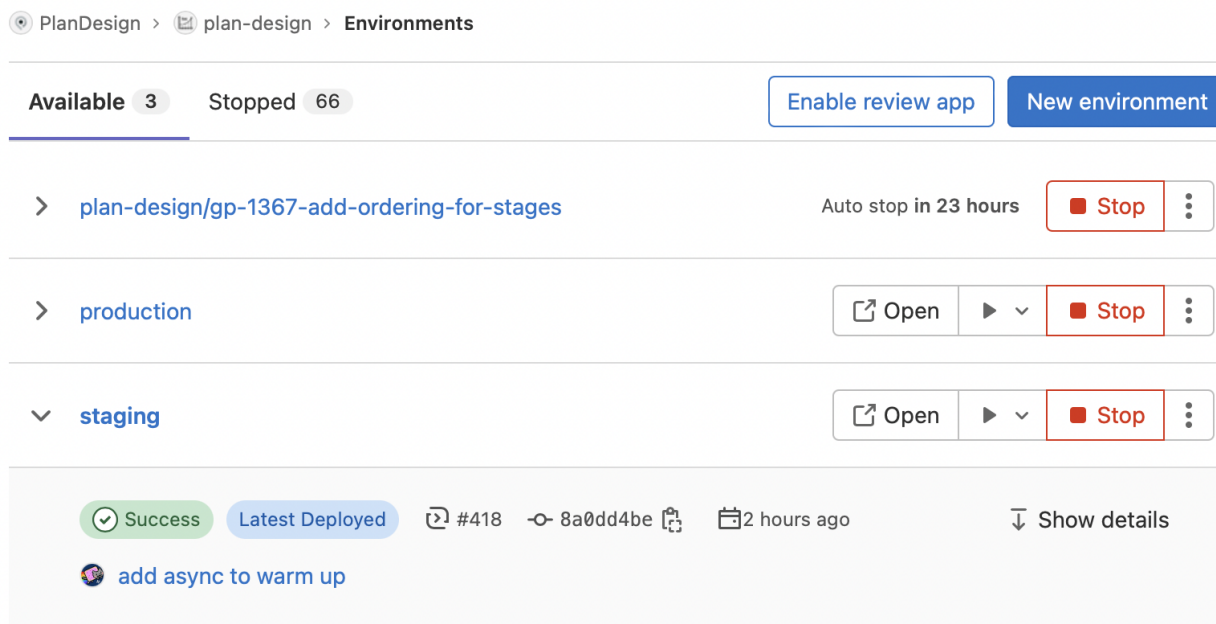 PlanDesign > plan-design > Environments
Available 3 Stopped 66 Enable review app New environment
plan-design/gp-1367-add-ordering-for-stages Auto stop in 23 hours Stop
production Open Stop
staging Open Stop
Success Latest Deployed #418 8a0dd4be 2 hours ago Show details
add async to warm up